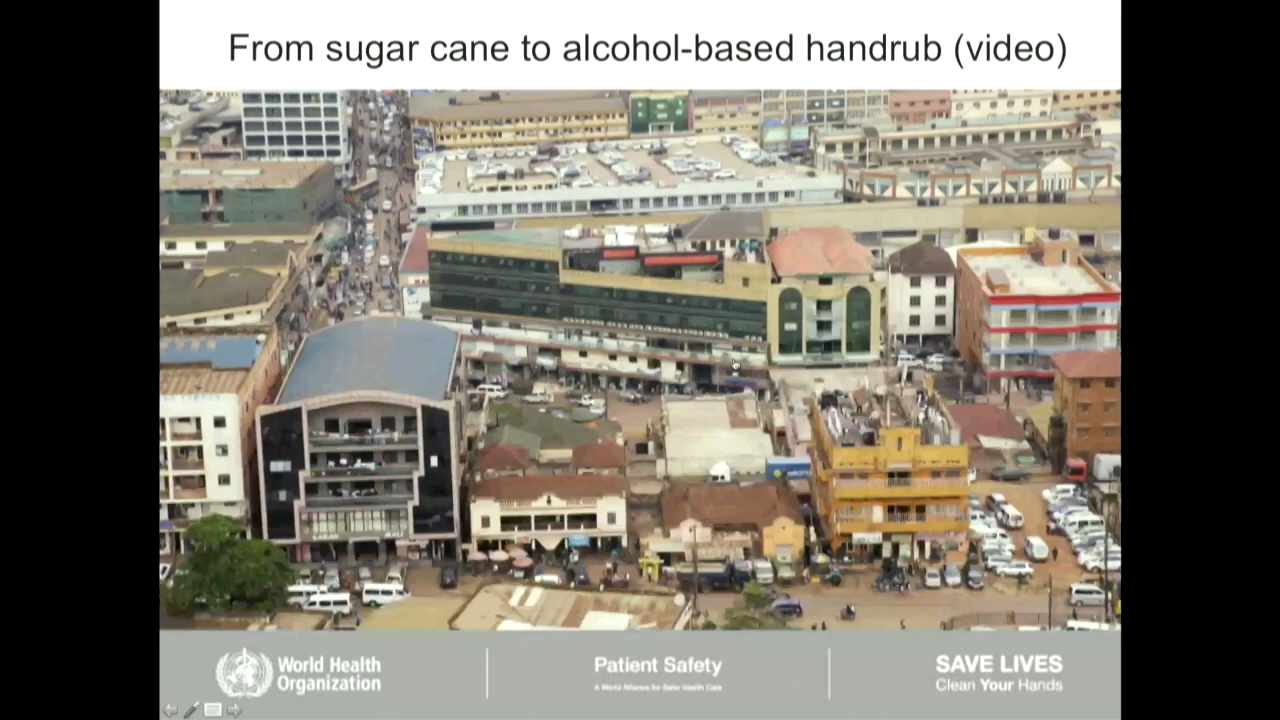 From sugar cane to alcohol-based handrub (video)
World Health
Organization
Patient Safety
A World Alliance for Safer Health Care
SAVE LIVES
Clean Your Hands